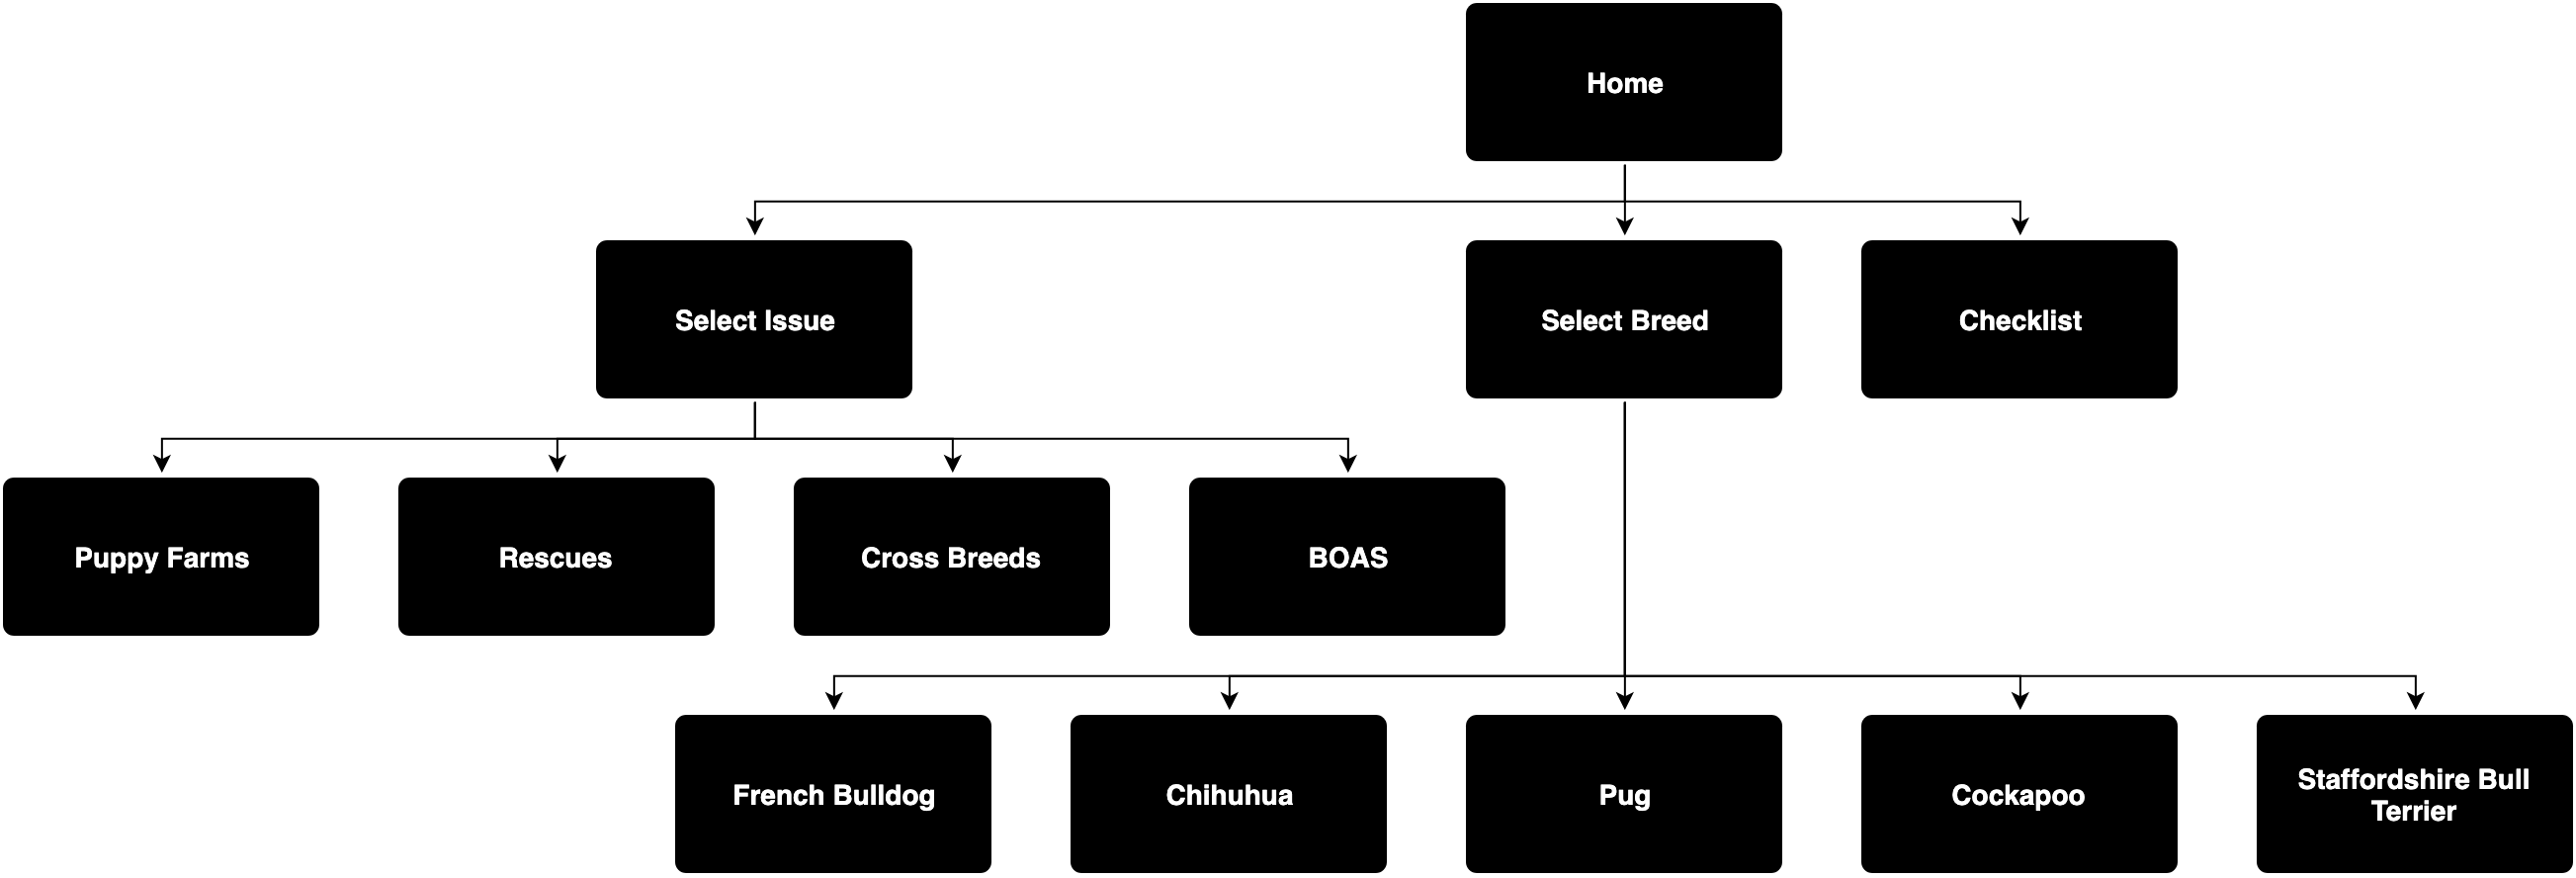 Home
Select Issue
Select Breed
Checklist
Puppy Farms
Rescues
Cross Breeds
BOAS
French Bulldog
Chihuhua
Pug
Cockapoo
Staffordshire Bull
Terrier